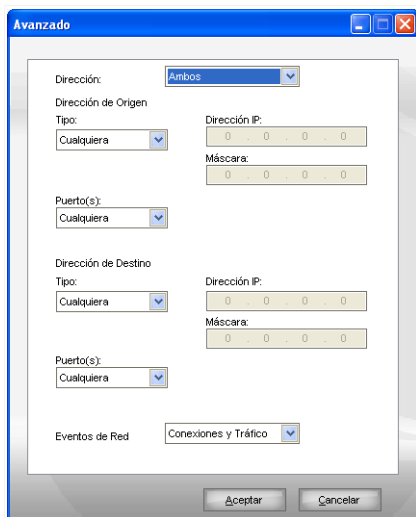 Avanzado
Dirección: Ambos
Dirección de Origen
Tipo: Dirección IP:
Cualquiera 0 . 0 . 0 . 0
Máscara:
0 . 0 . 0 . 0
Puerto(s):
Cualquiera
Dirección de Destino
Tipo: Dirección IP:
Cualquiera 0 . 0 . 0 . 0
Máscara:
0 . 0 . 0 . 0
Puerto(s):
Cualquiera
Eventos de Red Conexiones y Tráfico
Aceptar Cancelar